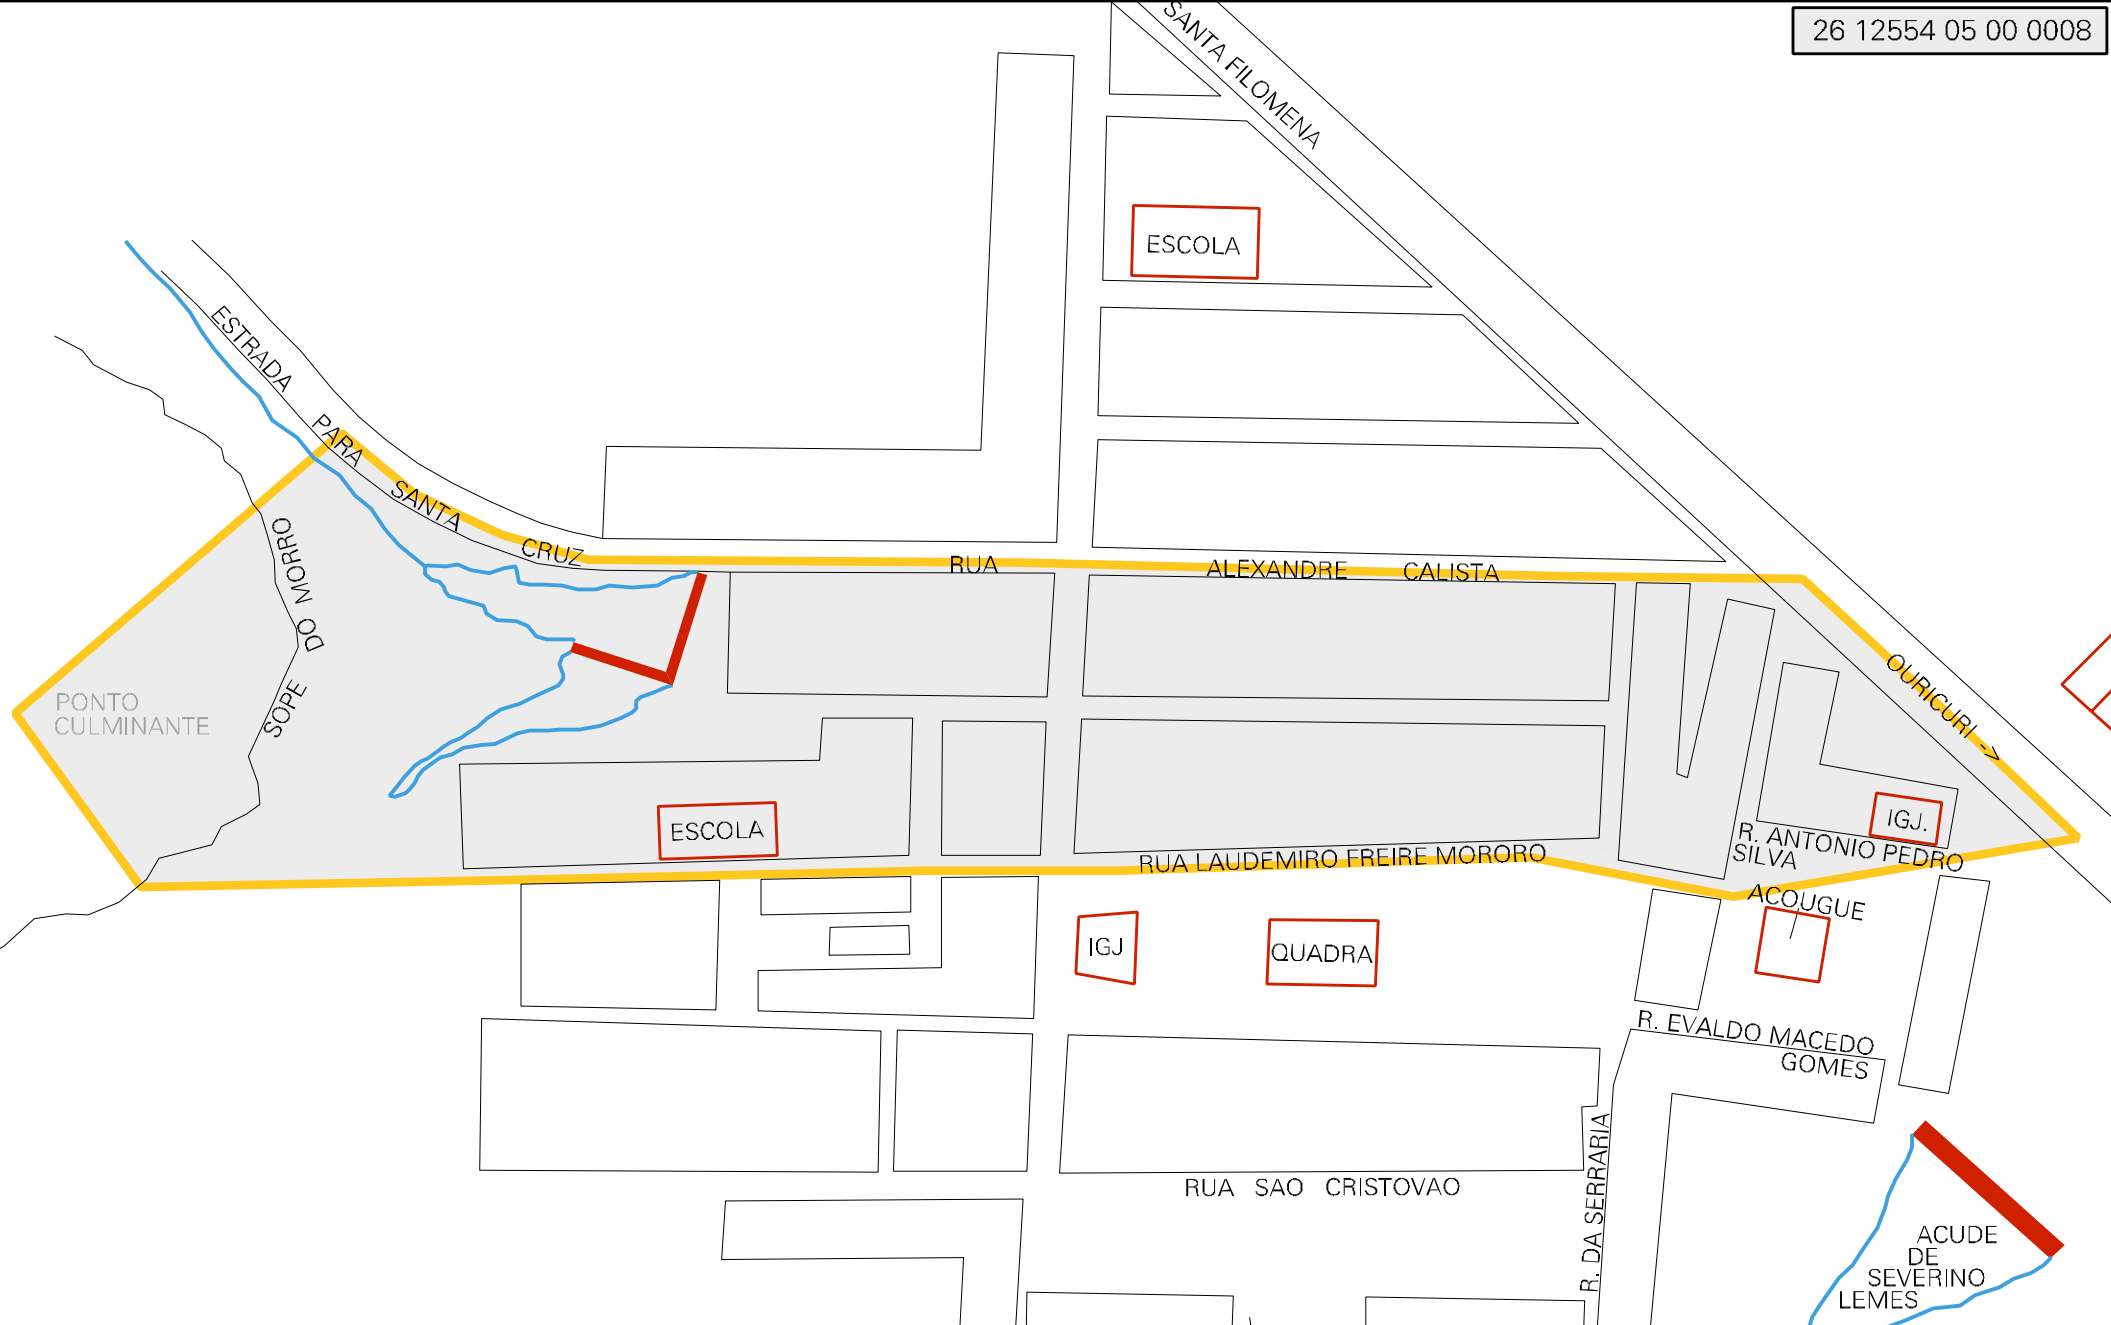 26 12554 05 00 0008
SANTA FILOMENA
ESCOLA
ESTRADA PARA SANTA CRUZ
RUA ALEXANDRE CALISTA
SOPE DO MORRO
PONTO
CULMINANTE
OURICURI ->
ESCOLA
IGJ.
R. ANTONIO PEDRO
SILVA
RUA LAUDEMIRO FREIRE MORORO
ACOUGUE
IGJ
QUADRA
R. EVALDO MACEDO
GOMES
R. DA SERRARIA
RUA SAO CRISTOVAO
ACUDE
DE
SEVERINO
LEMES